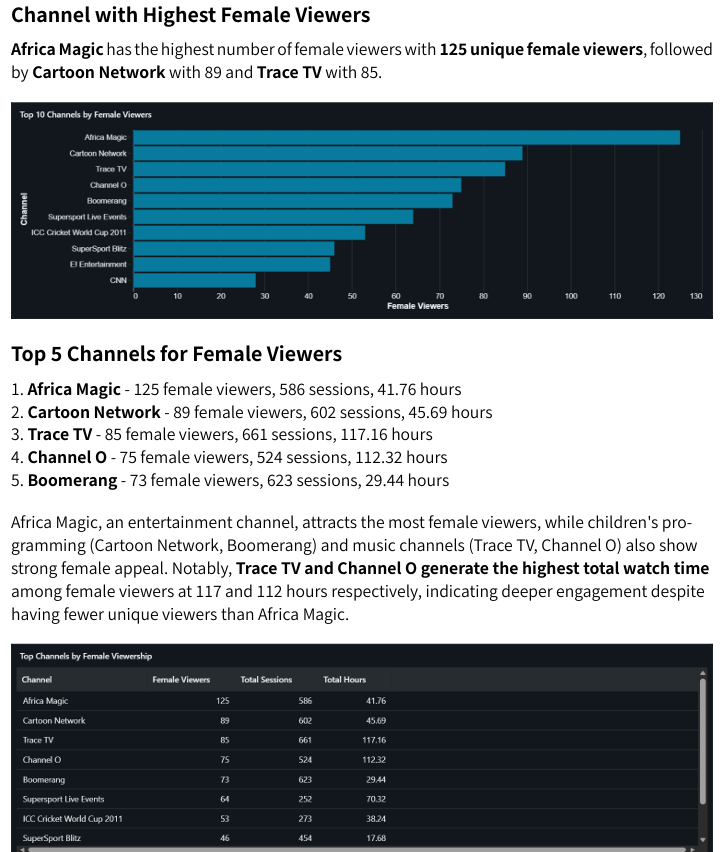 Channel with Highest Female Viewers
Africa Magic has the highest number of female viewers with 125 unique female viewers, followed
by Cartoon Network with 89 and Trace TV with 85.
Top 10 Channels by Female Viewers
Channel
Africa Magic
Cartoon Network
Trace TV
Channel O
Boomerang
Supersport Live Events
ICC Cricket World Cup 2011
SuperSport Blitz
E! Entertainment
CNN
0 10 20 30 40 50 60 70 80 90 100 110 120 130
Female Viewers
Top 5 Channels for Female Viewers
1. Africa Magic - 125 female viewers, 586 sessions, 41.76 hours
2. Cartoon Network - 89 female viewers, 602 sessions, 45.69 hours
3. Trace TV - 85 female viewers, 661 sessions, 117.16 hours
4. Channel O - 75 female viewers, 524 sessions, 112.32 hours
5. Boomerang - 73 female viewers, 623 sessions, 29.44 hours
Africa Magic, an entertainment channel, attracts the most female viewers, while children's pro-
gramming (Cartoon Network, Boomerang) and music channels (Trace TV, Channel O) also show
strong female appeal. Notably, Trace TV and Channel O generate the highest total watch time
among female viewers at 117 and 112 hours respectively, indicating deeper engagement despite
having fewer unique viewers than Africa Magic.
Top Channels by Female Viewership
Channel Female Viewers Total Sessions Total Hours
Africa Magic 125 586 41.76
Cartoon Network 89 602 45.69
Trace TV 85 661 117.16
Channel O 75 524 112.32
Boomerang 73 623 29.44
Supersport Live Events 64 252 70.32
ICC Cricket World Cup 2011 53 273 38.24
SuperSport Blitz 46 454 17.68